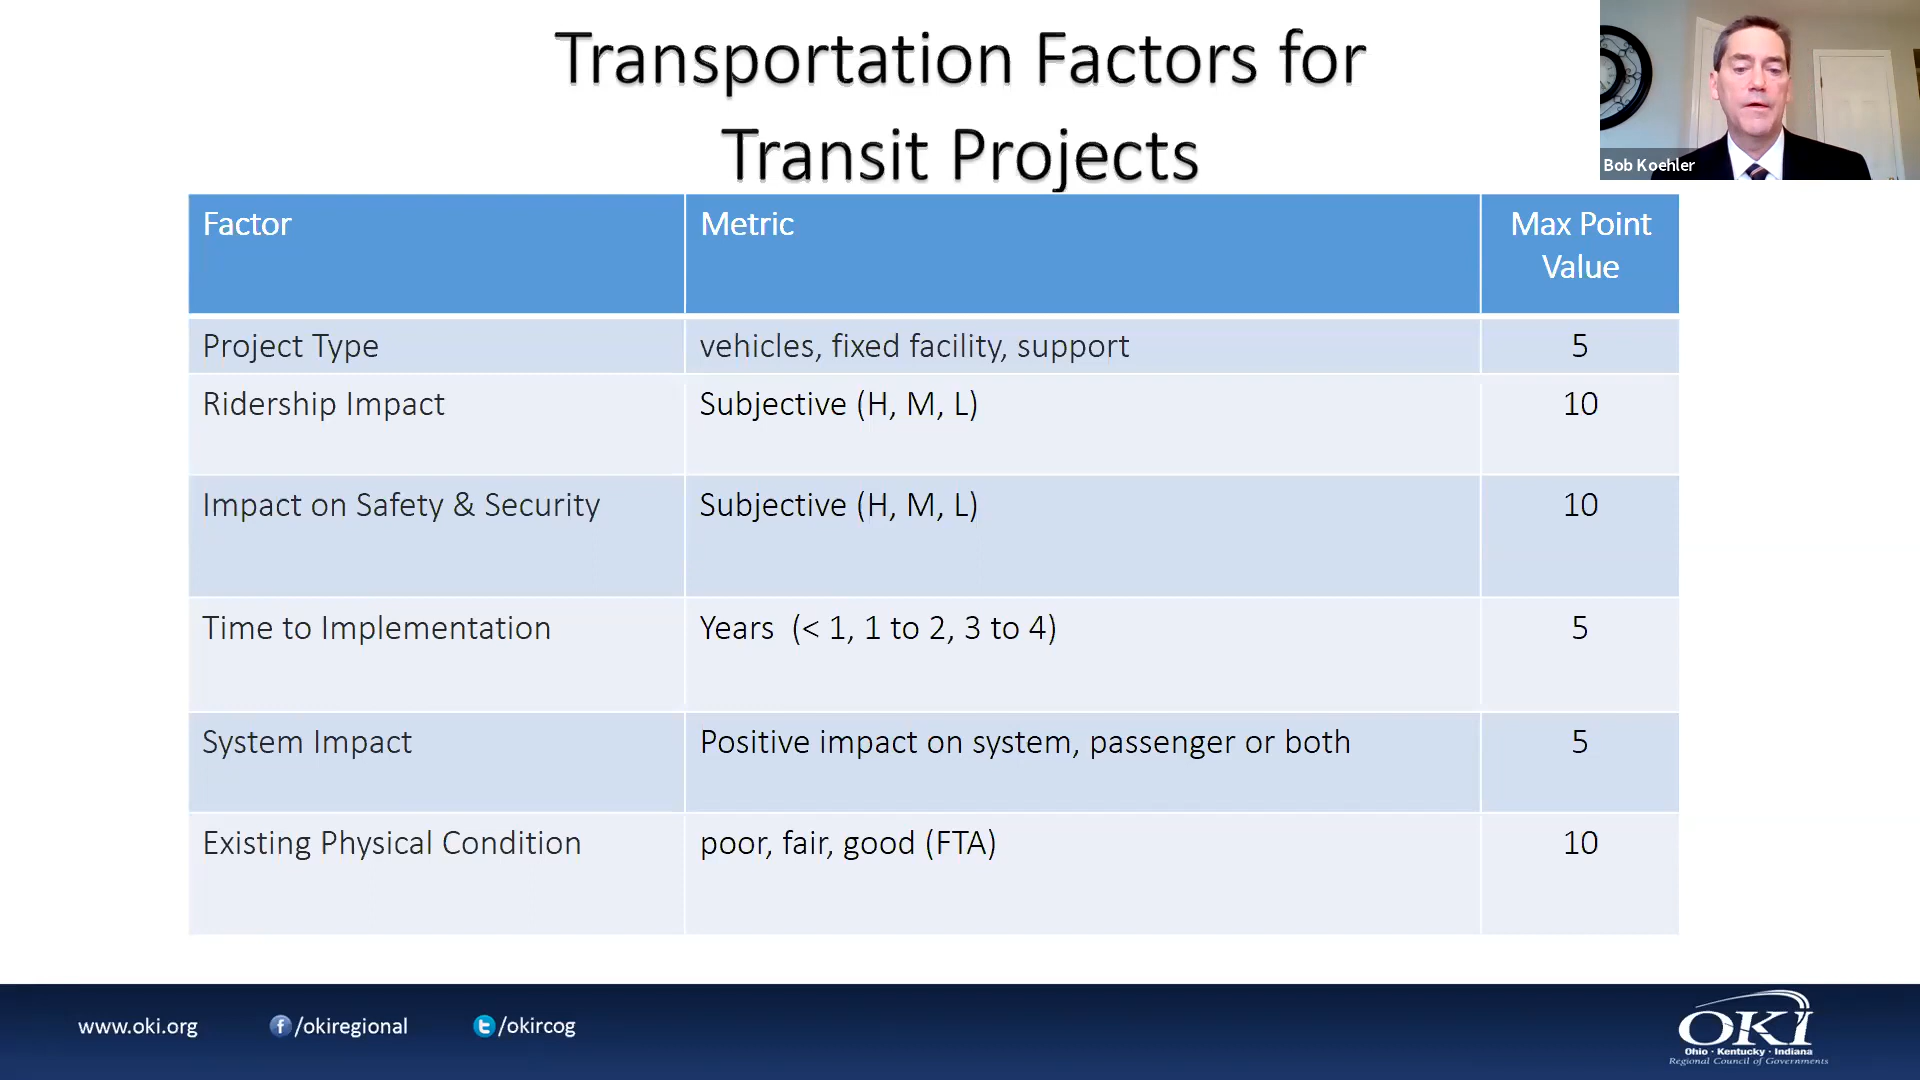 Transportation Factors for
Transit Projects
Bob Koehler
Factor
Metric
Max Point
Value
Project Type
vehicles, fixed facility, support
5
Ridership Impact
Subjective (H, M, L)
10
Impact on Safety & Security
Subjective (H, M, L)
10
Time to Implementation
Years (< 1, 1 to 2, 3 to 4)
5
System Impact
Positive impact on system, passenger or both
5
Existing Physical Condition
poor, fair, good (FTA)
10
www.oki.org
/okiregional
/okircog
OKI
Ohio · Kentucky · Indiana
Regional Council of Governments